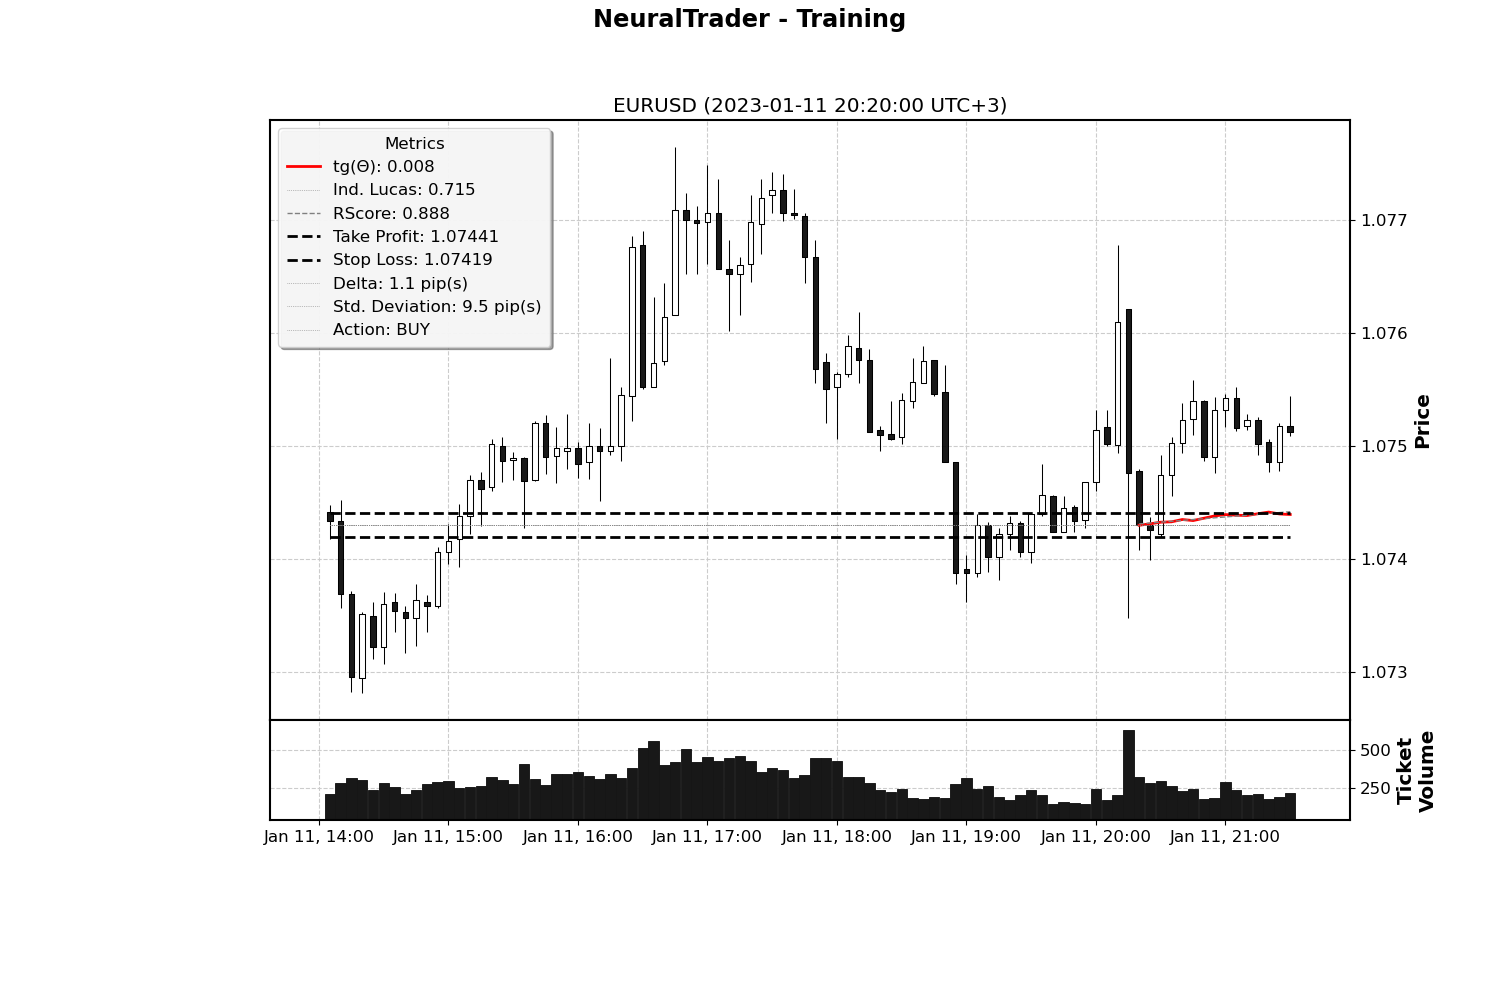 NeuralTrader - Training
EURUSD (2023-01-11 20:20:00 UTC+3)
Metrics
tg(Θ): 0.008
Ind. Lucas: 0.715
RScore: 0.888
Take Profit: 1.07441
Stop Loss: 1.07419
Delta: 1.1 pip(s)
Std. Deviation: 9.5 pip(s)
Action: BUY
1.077
1.076
1.075
1.074
1.073
Price
500
250
Ticket
Volume
Jan 11, 14:00
Jan 11, 15:00
Jan 11, 16:00
Jan 11, 17:00
Jan 11, 18:00
Jan 11, 19:00
Jan 11, 20:00
Jan 11, 21:00